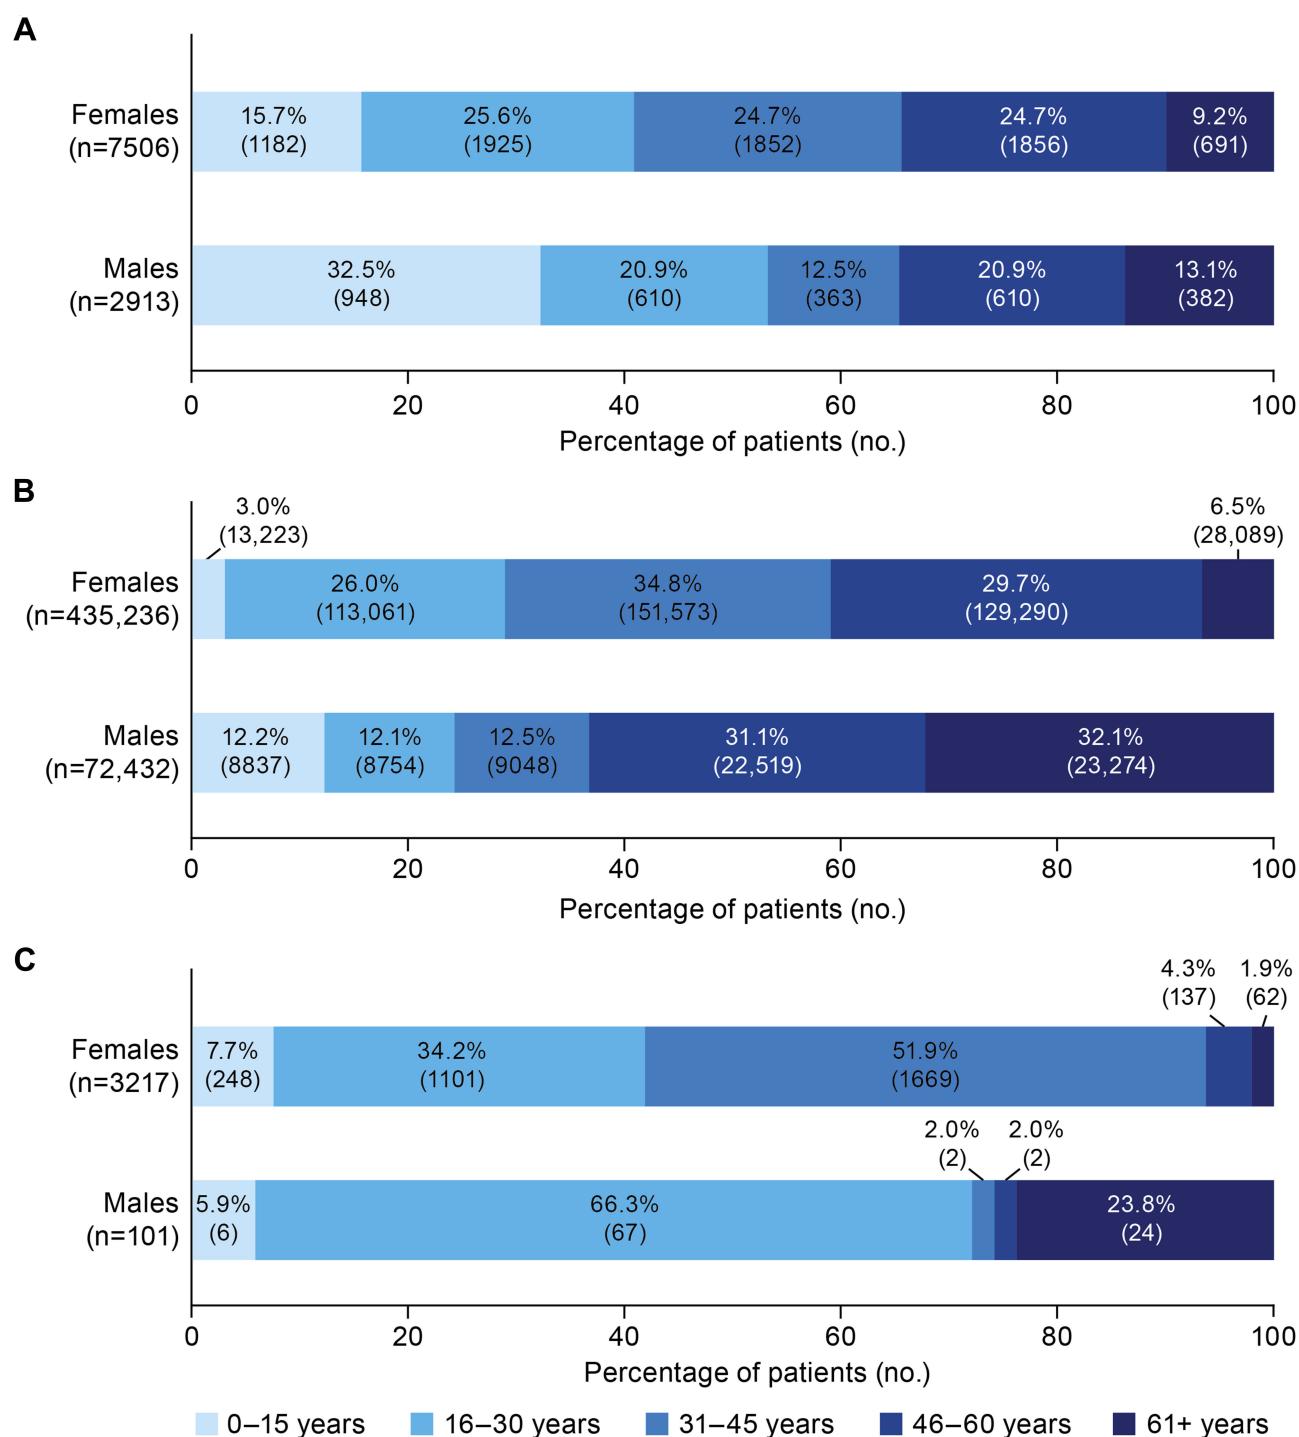 A
Females
(n=7506)
15.7%
(1182)
25.6%
(1925)
24.7%
(1852)
24.7%
(1856)
9.2%
(691)
Males
(n=2913)
32.5%
(948)
20.9%
(610)
12.5%
(363)
20.9%
(610)
13.1%
(382)
0 20 40 60 80 100
Percentage of patients (no.)
B
3.0%
(13,223)
6.5%
(28,089)
Females
(n=435,236)
26.0%
(113,061)
34.8%
(151,573)
29.7%
(129,290)
Males
(n=72,432)
12.2%
(8837)
12.1%
(8754)
12.5%
(9048)
31.1%
(22,519)
32.1%
(23,274)
0 20 40 60 80 100
Percentage of patients (no.)
C
4.3%
(137)
1.9%
(62)
Females
(n=3217)
7.7%
(248)
34.2%
(1101)
51.9%
(1669)
2.0%
(2)
2.0%
(2)
Males
(n=101)
5.9%
(6)
66.3%
(67)
23.8%
(24)
0 20 40 60 80 100
Percentage of patients (no.)
0–15 years 16–30 years 31–45 years 46–60 years 61+ years